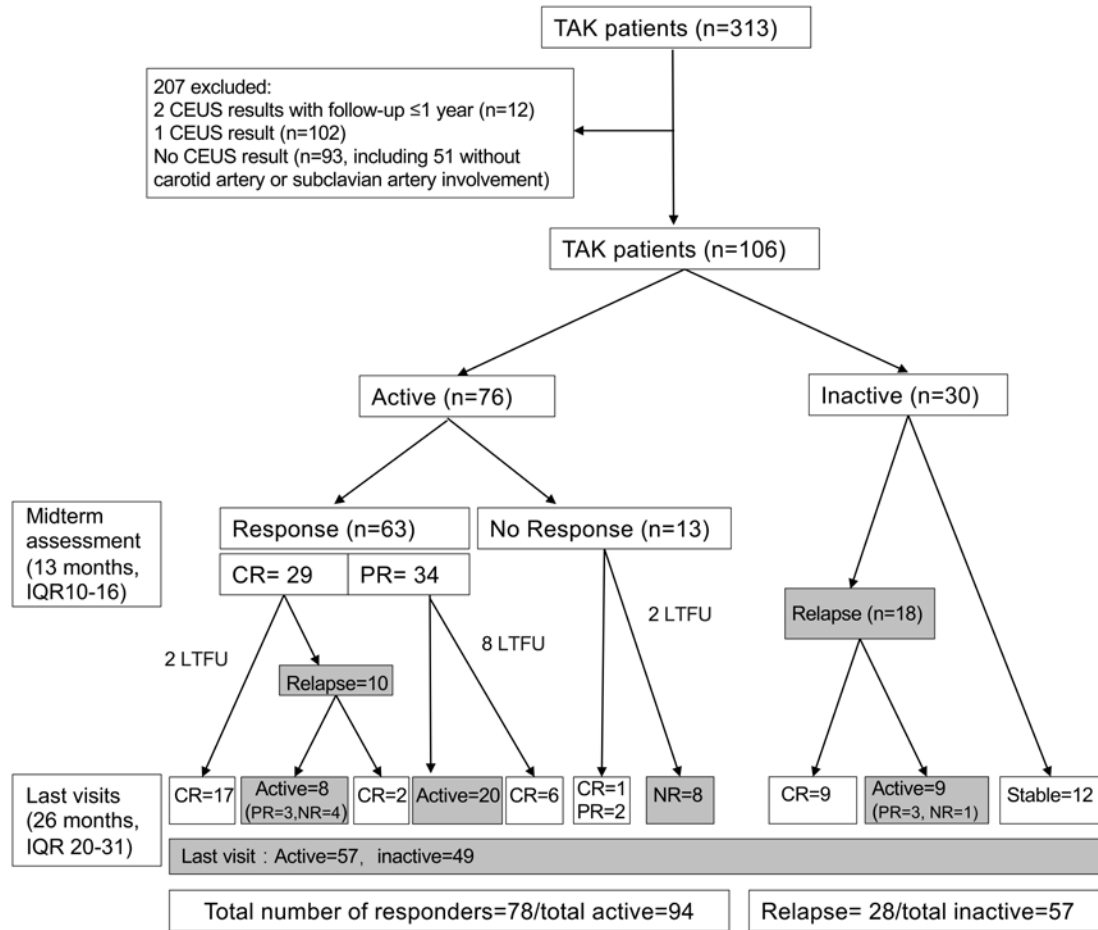 TAK patients (n=313)
207 excluded:
2 CEUS results with follow-up ≤1 year (n=12)
1 CEUS result (n=102)
No CEUS result (n=93, including 51 without
carotid artery or subclavian artery involvement)
TAK patients (n=106)
Active (n=76)
Inactive (n=30)
Midterm
assessment
(13 months,
IQR10-16)
Response (n=63)
No Response (n=13)
CR= 29
PR= 34
Relapse (n=18)
2 LTFU
8 LTFU
2 LTFU
Relapse=10
Last visits
(26 months,
IQR 20-31)
CR=17
Active=8
(PR=3,NR=4)
CR=2
Active=20
CR=6
CR=1
PR=2
NR=8
CR=9
Active=9
(PR=3, NR=1)
Stable=12
Last visit : Active=57, inactive=49
Total number of responders=78/total active=94
Relapse= 28/total inactive=57